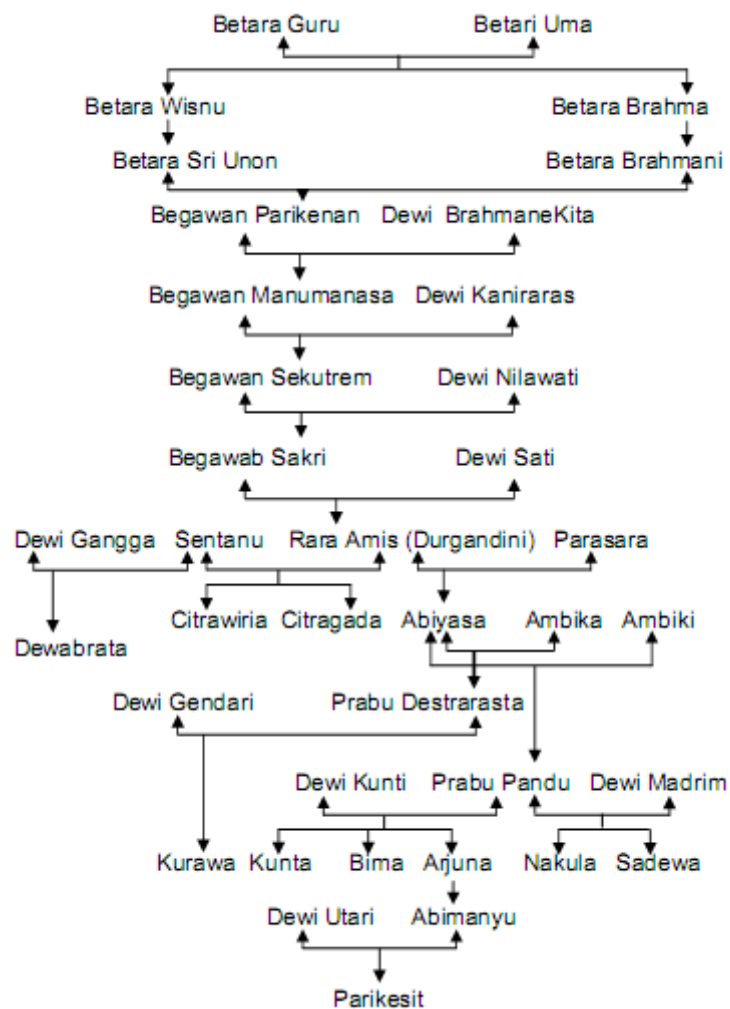 Betara Guru Betari Uma
Betara Wisnu Betara Brahma
Betara Sri Unon Betara Brahmani
Begawan Parikenan Dewi BrahmaneKita
Begawan Manumanasa Dewi Kaniraras
Begawan Sekutrem Dewi Nilawati
Begawab Sakri Dewi Sati
Dewi Gangga Sentanu Rara Amis (Durgandini) Parasara
Citrawiria Citragada Abiyasa Ambika Ambiki
Dewabrata
Dewi Gendari Prabu Destrarasta
Dewi Kunti Prabu Pandu Dewi Madrim
Kurawa Kunta Bima Arjuna Nakula Sadewa
Dewi Utari Abimanyu
Parikesit